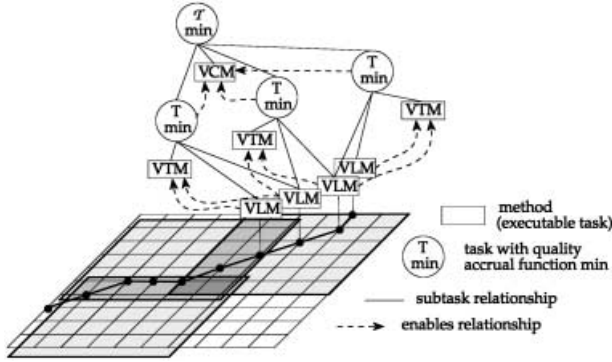 𝒯
min
VCM
T
min
T
min
T
min
VTM
VTM
VTM
VLM
VLM
VLM
VLM
method
(executable task)
T
min
task with quality
accrual function min
subtask relationship
enables relationship